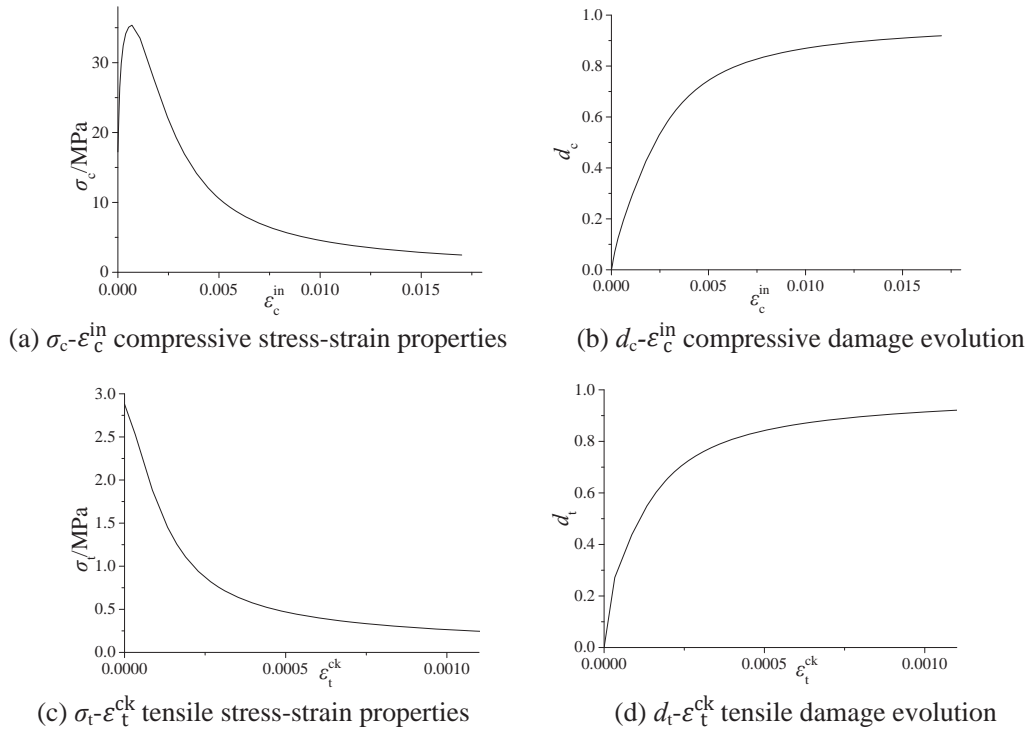 30
20
10
0
σc/MPa
0.000 0.005 0.010 0.015
εcin
(a) σc-εcin compressive stress-strain properties
1.0
0.8
0.6
0.4
0.2
0.0
dc
0.000 0.005 0.010 0.015
εcin
(b) dc-εcin compressive damage evolution
3.0
2.5
2.0
1.5
1.0
0.5
0.0
σt/MPa
0.0000 0.0005 0.0010
εtck
(c) σt-εtck tensile stress-strain properties
1.0
0.8
0.6
0.4
0.2
0.0
dt
0.0000 0.0005 0.0010
εtck
(d) dt-εtck tensile damage evolution